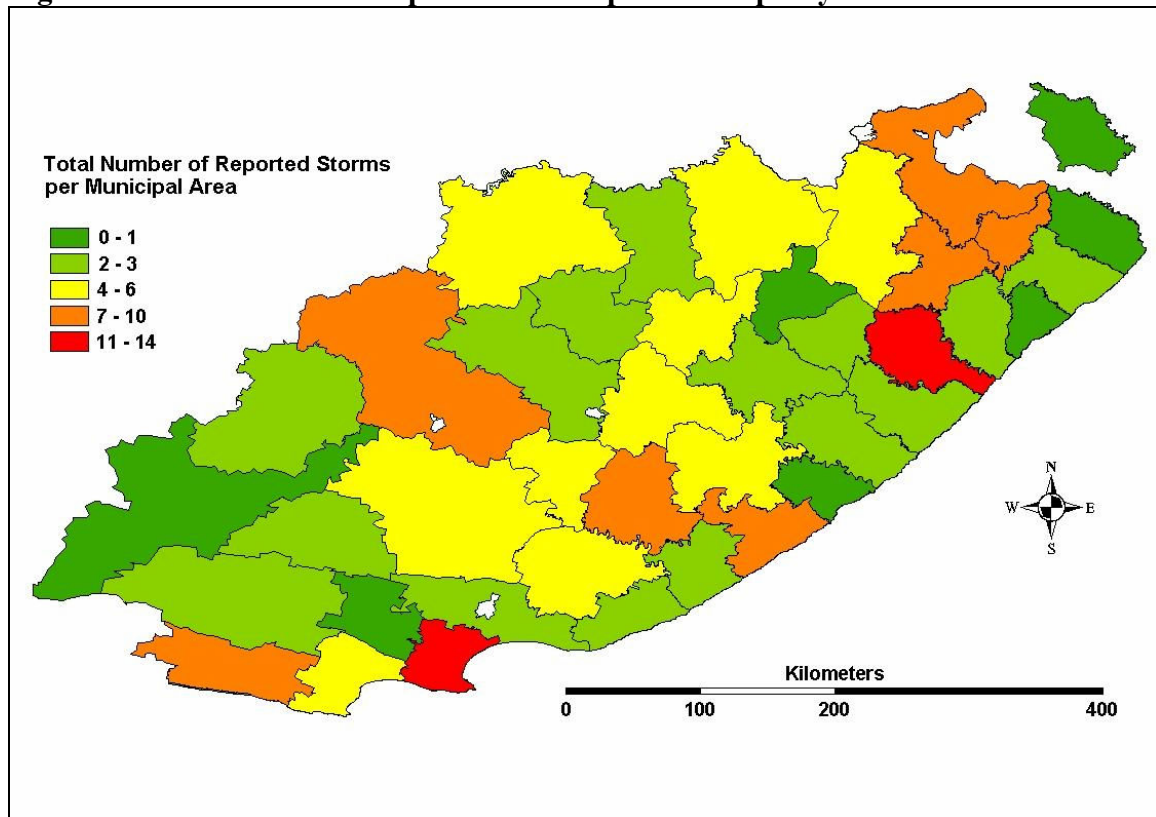 Total Number of Reported Storms
per Municipal Area
0 - 1
2 - 3
4 - 6
7 - 10
11 - 14
N
W E
S
Kilometers
0 100 200 400